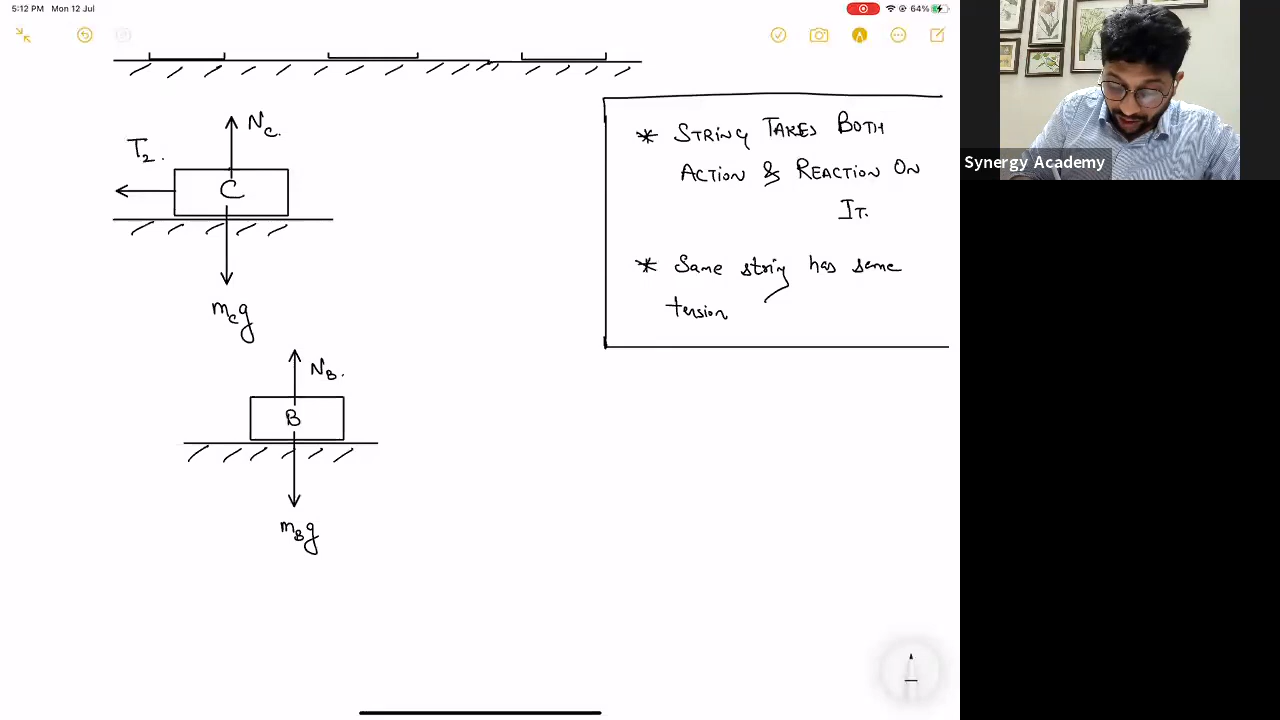 5:12 PM Mon 12 Jul
64%
Synergy Academy
N_C.
T_2.
C
m_C g
N_B.
B
m_B g
* STRING TAKES BOTH
ACTION & REACTION ON
IT.
* Same string has same
tension